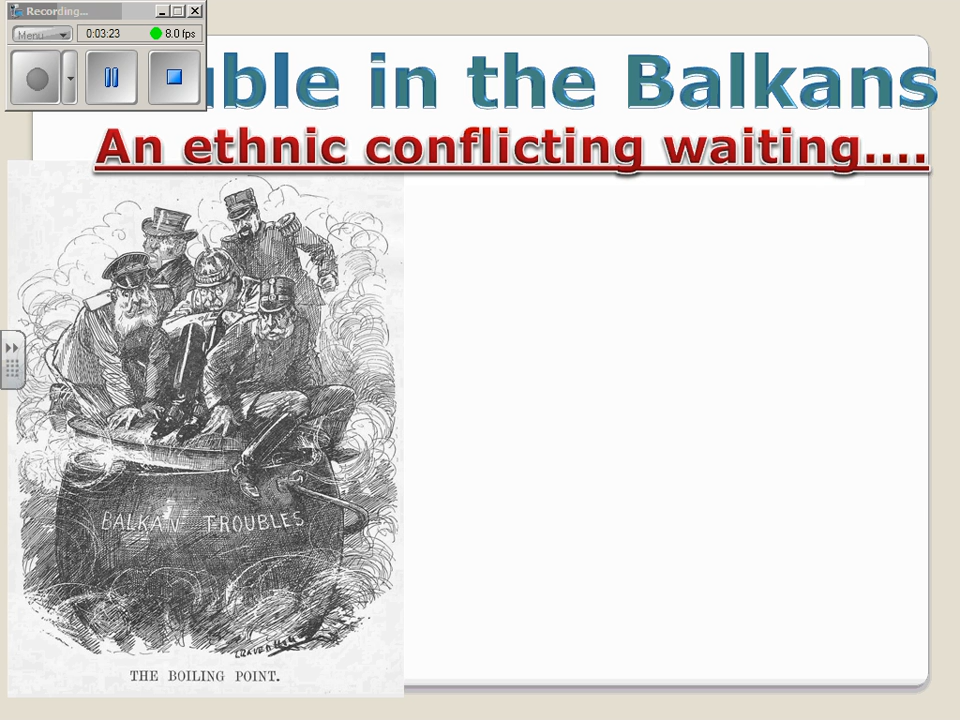 Recording...
Menu
0:03:23
8.0 fps
uble in the Balkans
An ethnic conflicting waiting....
BALKAN TROUBLES
THE BOILING POINT.